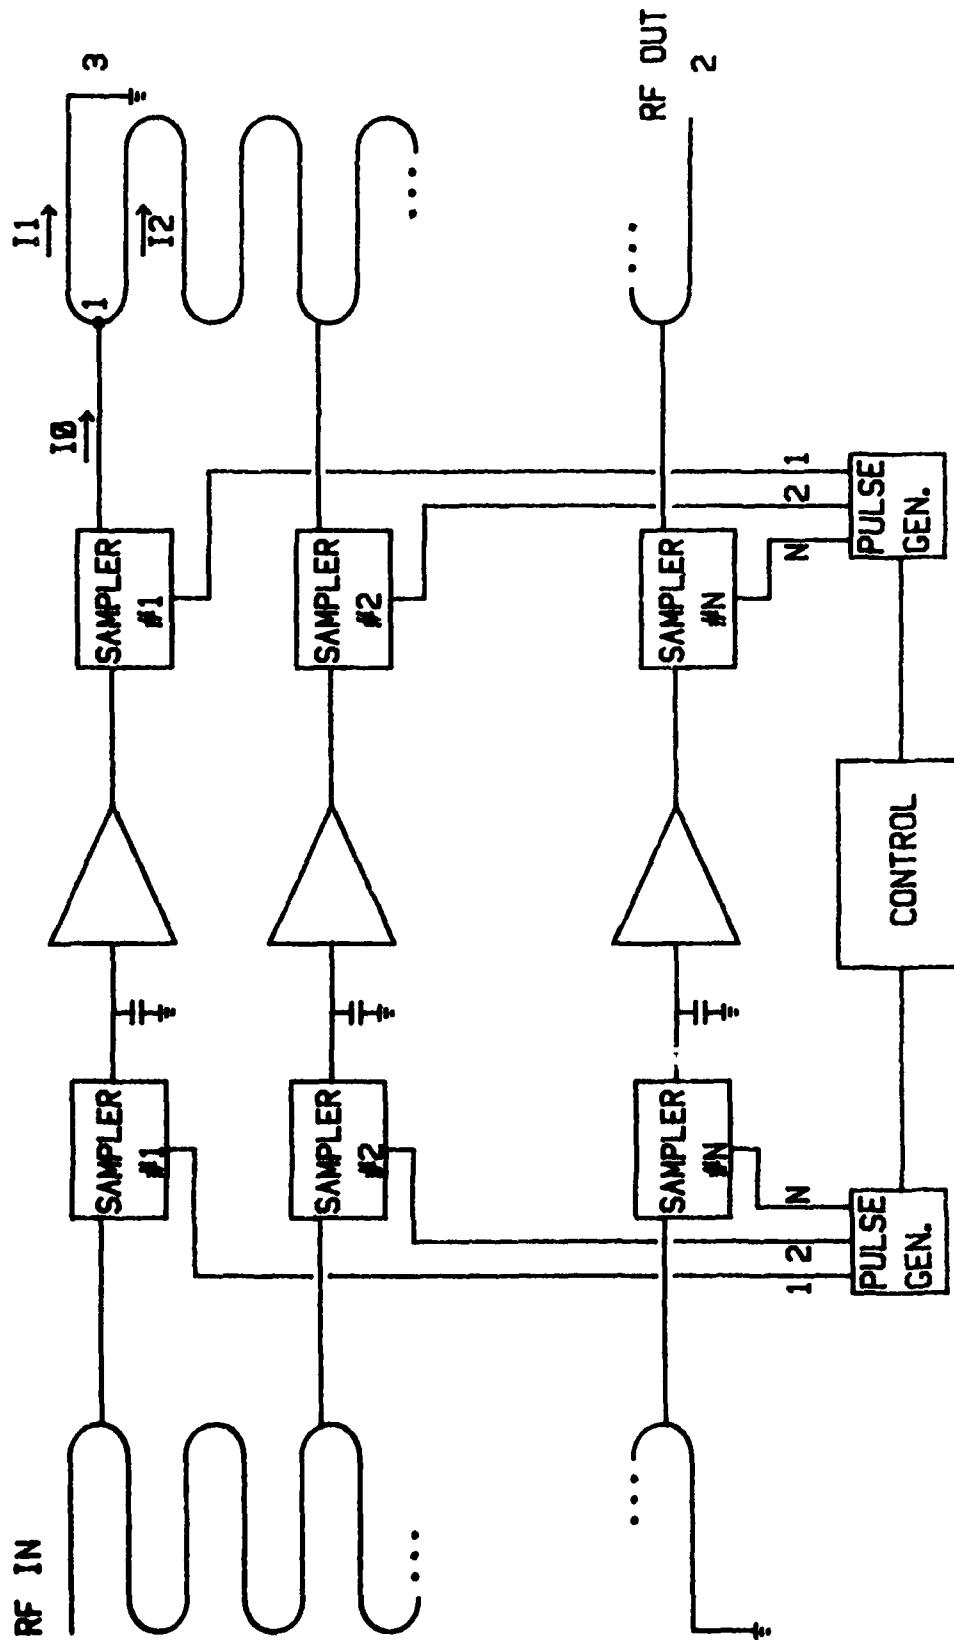 RF IN
I1
3
I0
1
I2
SAMPLER
#1
SAMPLER
#1
SAMPLER
#2
SAMPLER
#2
RF OUT
2
SAMPLER
#N
SAMPLER
#N
1 2 N
N 2 1
PULSE
GEN.
CONTROL
PULSE
GEN.